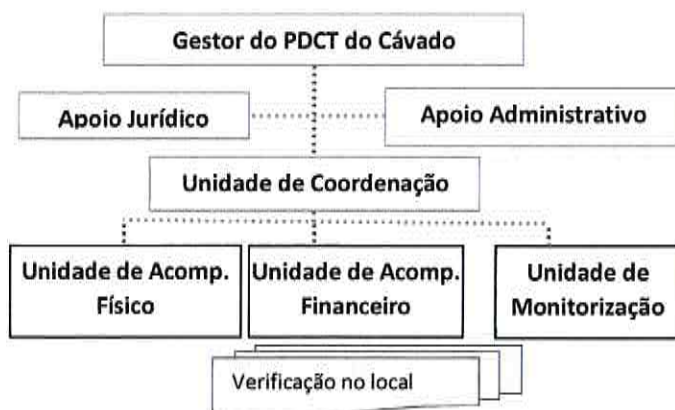 Gestor do PDCT do Cávado
Apoio Jurídico
Apoio Administrativo
Unidade de Coordenação
Unidade de Acomp.
Físico
Unidade de Acomp.
Financeiro
Unidade de
Monitorização
Verificação no local